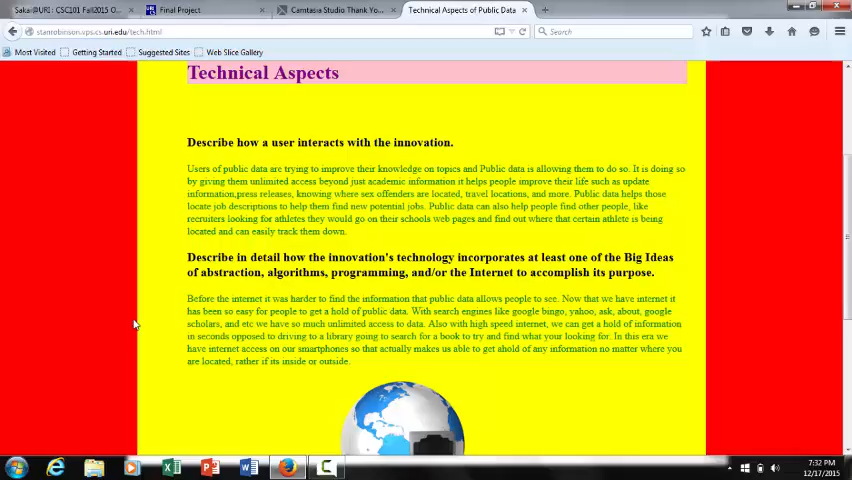 Sakai@URI : CSC101 Fall2015 O...
Final Project
Camtasia Studio Thank Yo...
Technical Aspects of Public Data
stanrobinson.vps.cs.uri.edu/tech.html
Search
Most Visited
Getting Started
Suggested Sites
Web Slice Gallery
Technical Aspects
Describe how a user interacts with the innovation.
Users of public data are trying to improve their knowledge on topics and Public data is allowing them to do so. It is doing so
by giving them unlimited access beyond just academic information it helps people improve their life such as update
information,press releases, knowing where sex offenders are located, travel locations, and more. Public data helps those
locate job descriptions to help them find new potential jobs. Public data can also help people find other people, like
recruiters looking for athletes they would go on their schools web pages and find out where that certain athlete is being
located and can easily track them down.
Describe in detail how the innovation's technology incorporates at least one of the Big Ideas
of abstraction, algorithms, programming, and/or the Internet to accomplish its purpose.
Before the internet it was harder to find the information that public data allows people to see. Now that we have internet it
has been so easy for people to get a hold of public data. With search engines like google bingo, yahoo, ask, about, google
scholars, and etc we have so much unlimited access to data. Also with high speed internet, we can get a hold of information
in seconds opposed to driving to a library going to search for a book to try and find what your looking for. In this era we
have internet access on our smartphones so that actually makes us able to get ahold of any information no matter where you
are located, rather if its inside or outside.
7:32 PM
12/17/2015